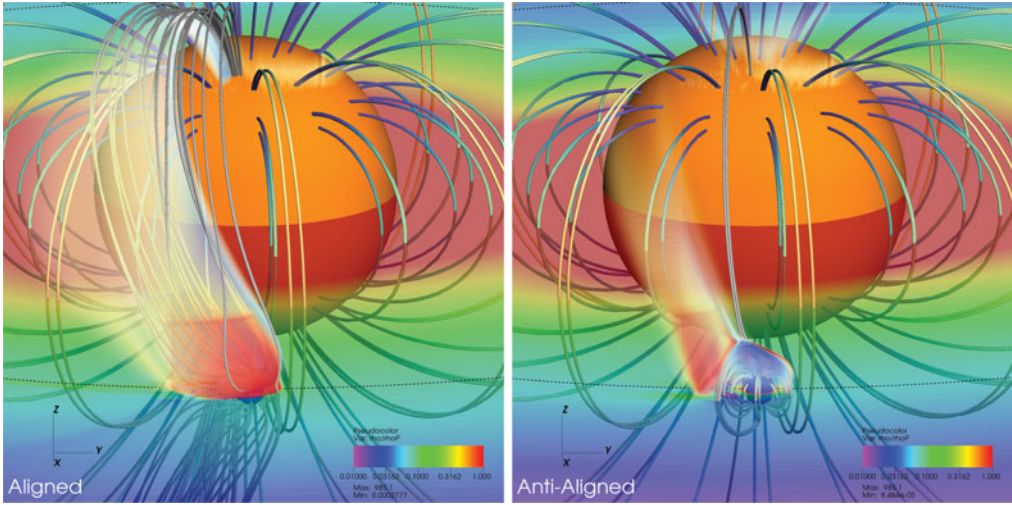 Z
Y
X
Pseudocolor
Var: rho/rhoP
0.01000 0.03162 0.1000 0.3162 1.000
Max: 985.1
Min: 0.0002777
Aligned
Z
Y
X
Pseudocolor
Var: rho/rhoP
0.01000 0.03162 0.1000 0.3162 1.000
Max: 985.1
Min: 8.484e-05
Anti-Aligned